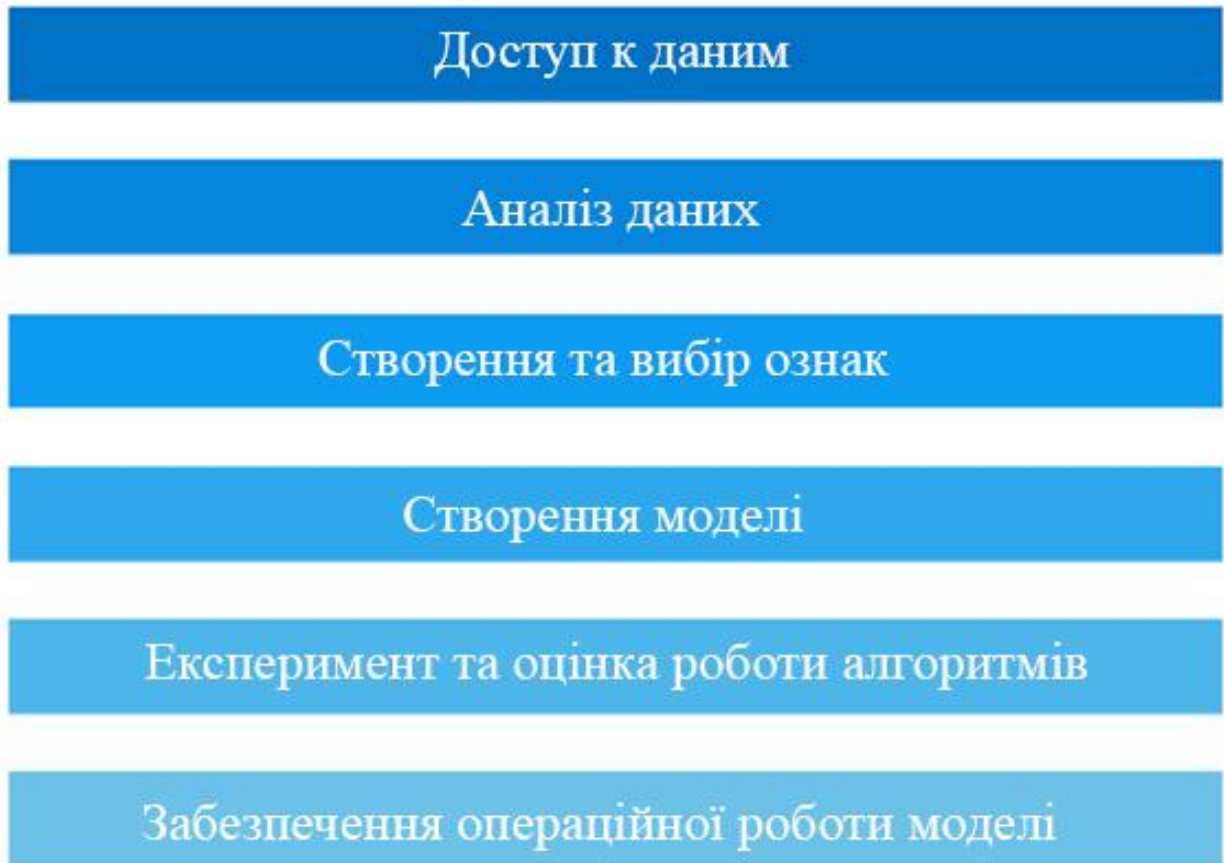 Доступ к даним
Аналіз даних
Створення та вибір ознак
Створення моделі
Експеримент та оцінка роботи алгоритмів
Забезпечення операційної роботи моделі